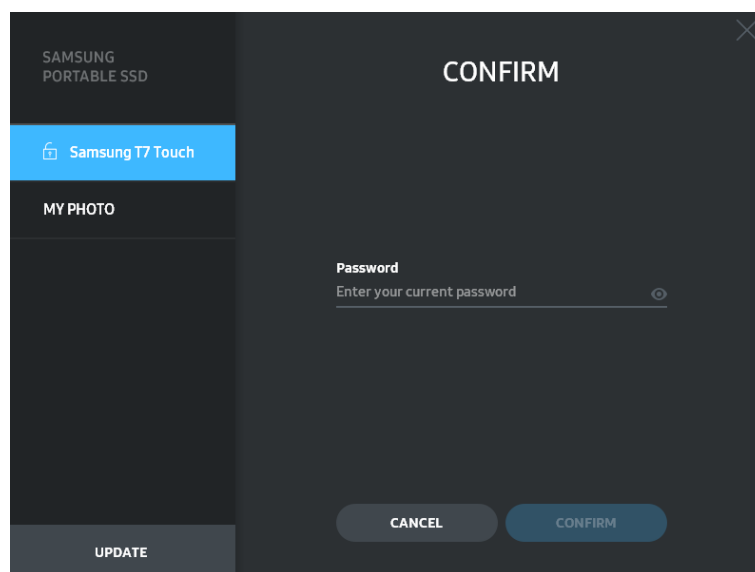 SAMSUNG
PORTABLE SSD
Samsung T7 Touch
MY PHOTO
UPDATE
CONFIRM
Password
Enter your current password
CANCEL
CONFIRM